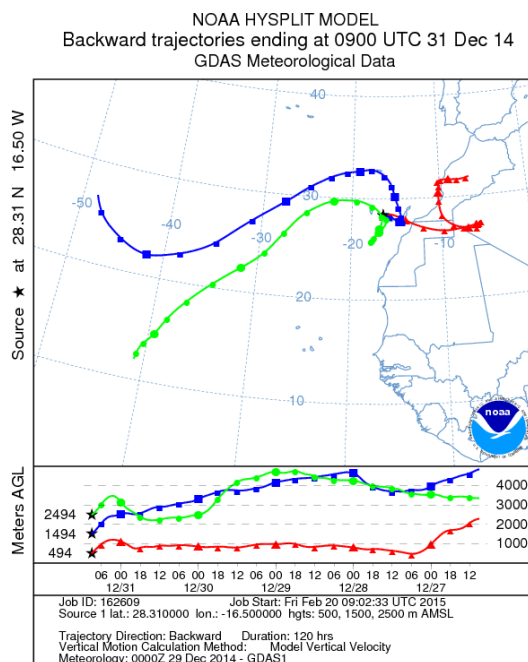 NOAA HYSPLIT MODEL
Backward trajectories ending at 0900 UTC 31 Dec 14
GDAS Meteorological Data
Source ★ at 28.31 N 16.50 W
40
-50
-40
-30
-20
-10
30
20
10
noaa
Meters AGL
2494
1494
494
4000
3000
2000
1000
06 00 18 12 06 00 18 12 06 00 18 12 06 00 18 12 06 00 18 12
12/31 12/30 12/29 12/28 12/27
Job ID: 162609 Job Start: Fri Feb 20 09:02:33 UTC 2015
Source 1 lat.: 28.310000 lon.: -16.500000 hgts: 500, 1500, 2500 m AMSL
Trajectory Direction: Backward Duration: 120 hrs
Vertical Motion Calculation Method: Model Vertical Velocity
Meteorology: 0000Z 29 Dec 2014 - GDAS1